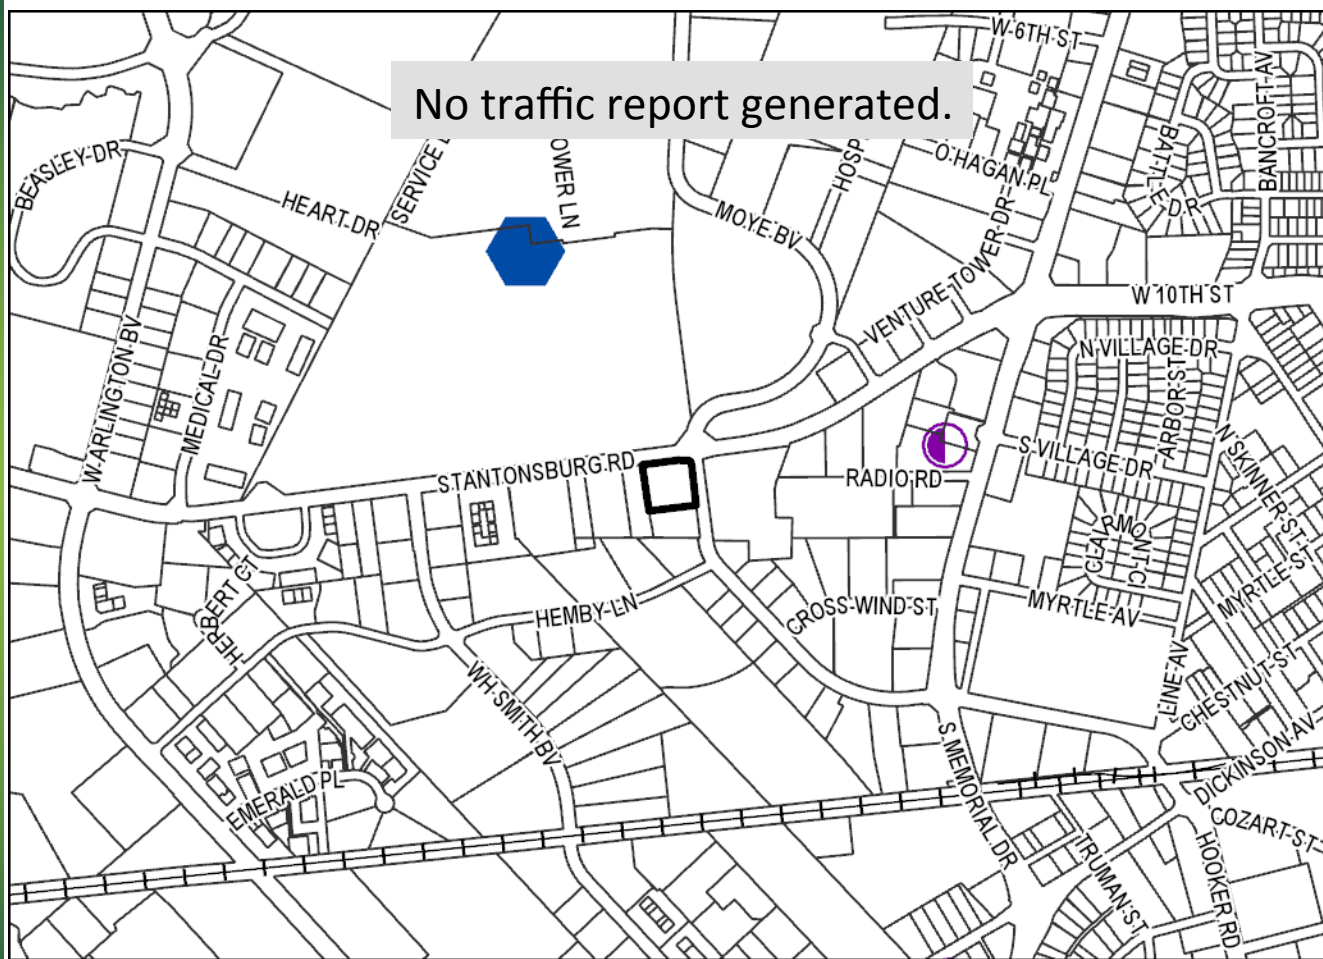 W 6TH ST
No traffic report generated.
BANCROFT AV
BATTLE DR
BEASLEY DR
SERVICE
OWER LN
HOSP
O HAGAN PL
HEART DR
MOYE BV
VENTURE TOWER DR
W 10TH ST
W ARLINGTON BV
MEDICAL DR
N VILLAGE DR
ARBOR ST
STANTONSBURG RD
RADIO RD
S VILLAGE DR
N SKINNER ST
HERBERT CT
HEMBY LN
CROSS WIND ST
MYRTLE AV
MYRTLE S
LINE AV
CHESTNUT ST
WH SMITH BV
S MEMORIAL DR
DICKINSON AV
EMERALD PL
COZART ST
TRUMAN ST
HOOKER RD